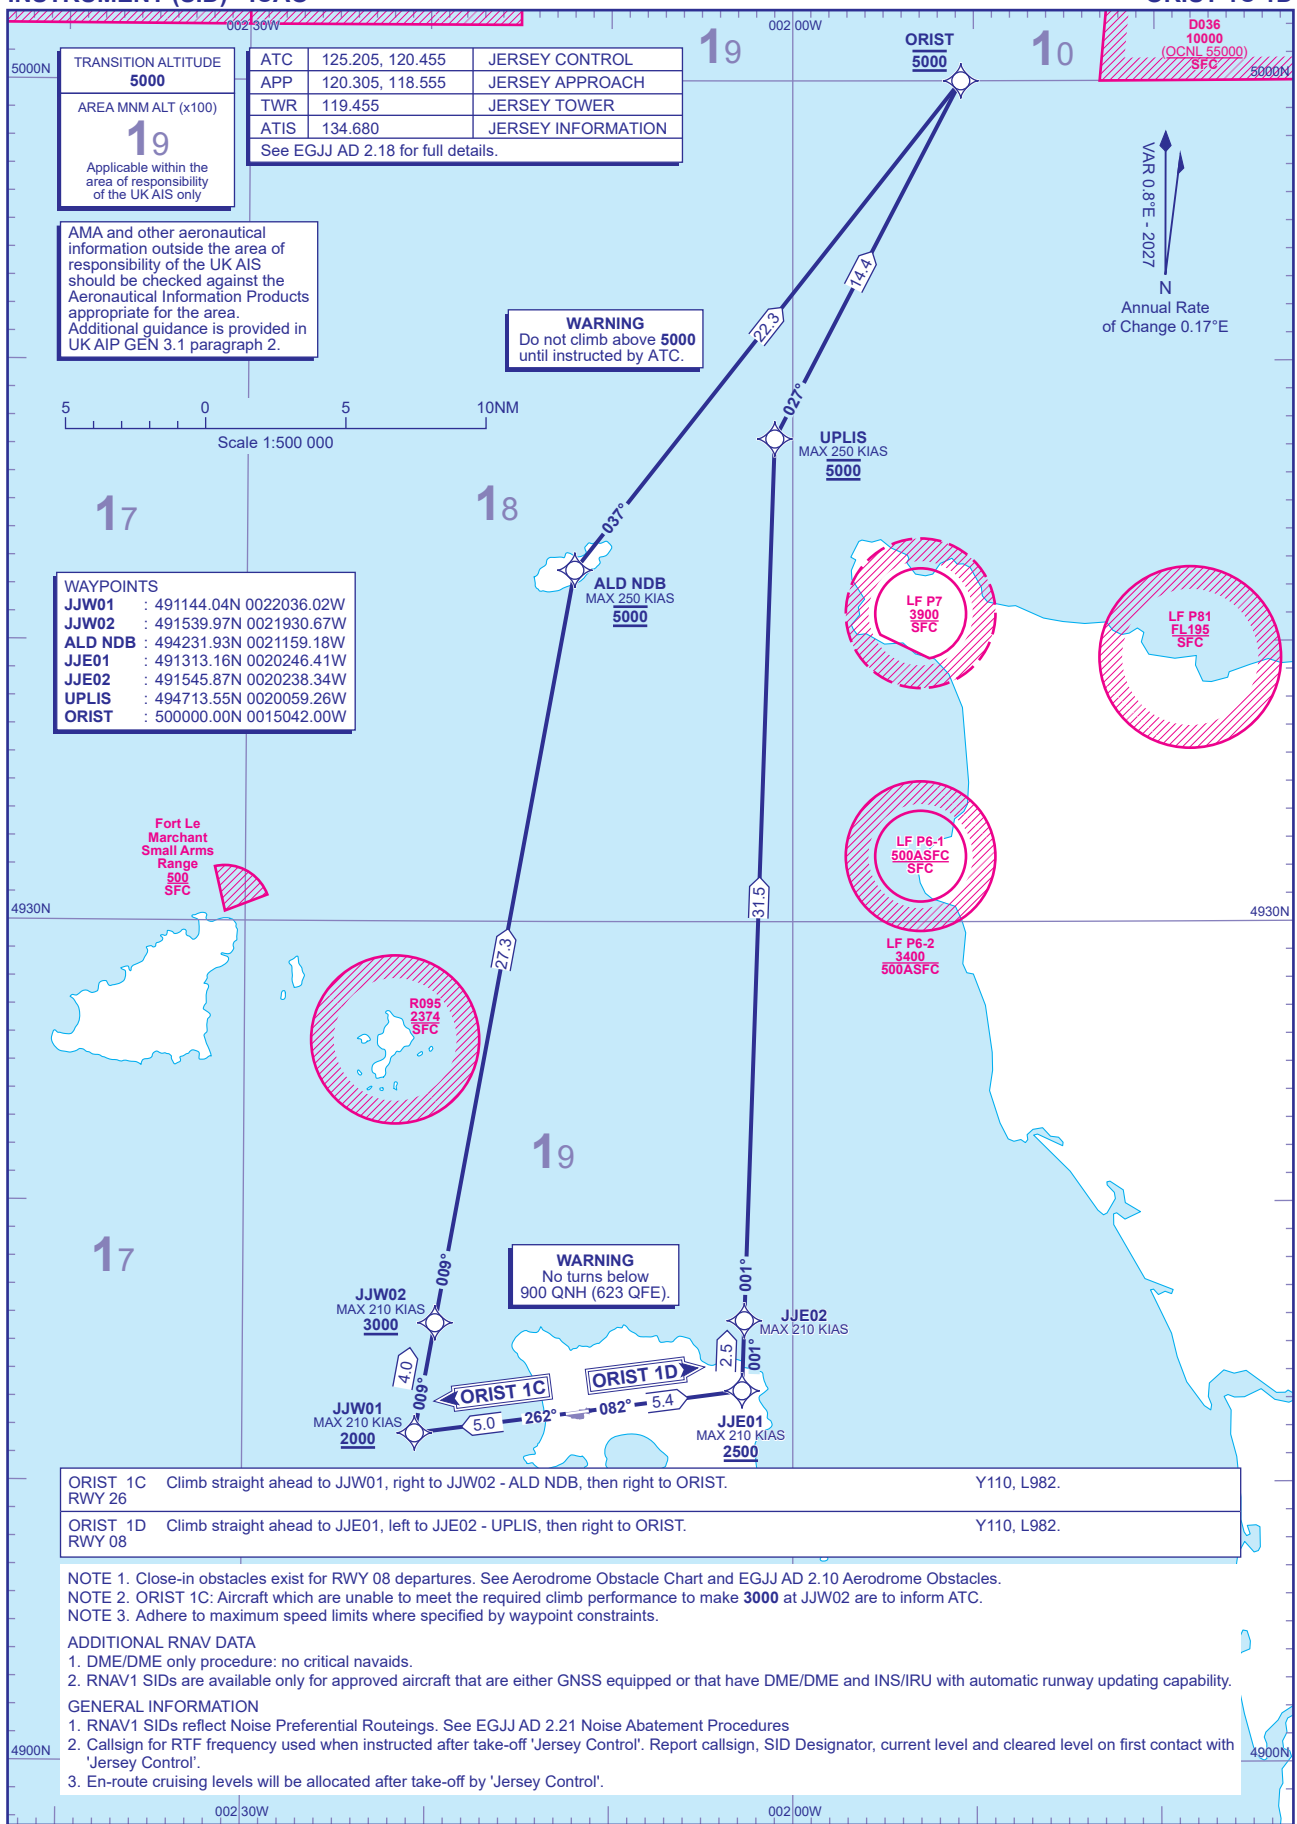 002 30W
002 00W
TRANSITION ALTITUDE
5000
AREA MNM ALT (x100)
19
Applicable within the
area of responsibility
of the UK AIS only
ATC 125.205, 120.455 JERSEY CONTROL
APP 120.305, 118.555 JERSEY APPROACH
TWR 119.455 JERSEY TOWER
ATIS 134.680 JERSEY INFORMATION
See EGJJ AD 2.18 for full details.
19
ORIST
5000
10
D036
10000
(OCNL 55000)
SFC
5000N
5000N
AMA and other aeronautical
information outside the area of
responsibility of the UK AIS
should be checked against the
Aeronautical Information Products
appropriate for the area.
Additional guidance is provided in
UK AIP GEN 3.1 paragraph 2.
VAR 0.8°E - 2027
N
Annual Rate
of Change 0.17°E
14.4
22.3
WARNING
Do not climb above 5000
until instructed by ATC.
5 0 5 10NM
Scale 1:500 000
027°
UPLIS
MAX 250 KIAS
5000
17
18
037°
ALD NDB
MAX 250 KIAS
5000
WAYPOINTS
JJW01 : 491144.04N 0022036.02W
JJW02 : 491539.97N 0021930.67W
ALD NDB : 494231.93N 0021159.18W
JJE01 : 491313.16N 0020246.41W
JJE02 : 491545.87N 0020238.34W
UPLIS : 494713.55N 0020059.26W
ORIST : 500000.00N 0015042.00W
LF P7
3900
SFC
LF P81
FL195
SFC
Fort Le
Marchant
Small Arms
Range
500
SFC
LF P6-1
500ASFC
SFC
31.5
4930N
4930N
27.3
LF P6-2
3400
500ASFC
R095
2374
SFC
19
17
WARNING
No turns below
900 QNH (623 QFE).
009°
001°
JJW02
MAX 210 KIAS
3000
JJE02
MAX 210 KIAS
4.0
2.5
001°
009°
ORIST 1C
ORIST 1D
JJW01
MAX 210 KIAS
2000
5.0 262° 082° 5.4
JJE01
MAX 210 KIAS
2500
ORIST 1C Climb straight ahead to JJW01, right to JJW02 - ALD NDB, then right to ORIST. Y110, L982.
RWY 26
ORIST 1D Climb straight ahead to JJE01, left to JJE02 - UPLIS, then right to ORIST. Y110, L982.
RWY 08
NOTE 1. Close-in obstacles exist for RWY 08 departures. See Aerodrome Obstacle Chart and EGJJ AD 2.10 Aerodrome Obstacles.
NOTE 2. ORIST 1C: Aircraft which are unable to meet the required climb performance to make 3000 at JJW02 are to inform ATC.
NOTE 3. Adhere to maximum speed limits where specified by waypoint constraints.
ADDITIONAL RNAV DATA
1. DME/DME only procedure: no critical navaids.
2. RNAV1 SIDs are available only for approved aircraft that are either GNSS equipped or that have DME/DME and INS/IRU with automatic runway updating capability.
GENERAL INFORMATION
1. RNAV1 SIDs reflect Noise Preferential Routeings. See EGJJ AD 2.21 Noise Abatement Procedures
2. Callsign for RTF frequency used when instructed after take-off 'Jersey Control'. Report callsign, SID Designator, current level and cleared level on first contact with
'Jersey Control'.
3. En-route cruising levels will be allocated after take-off by 'Jersey Control'.
4900N
4900N
002 30W
002 00W